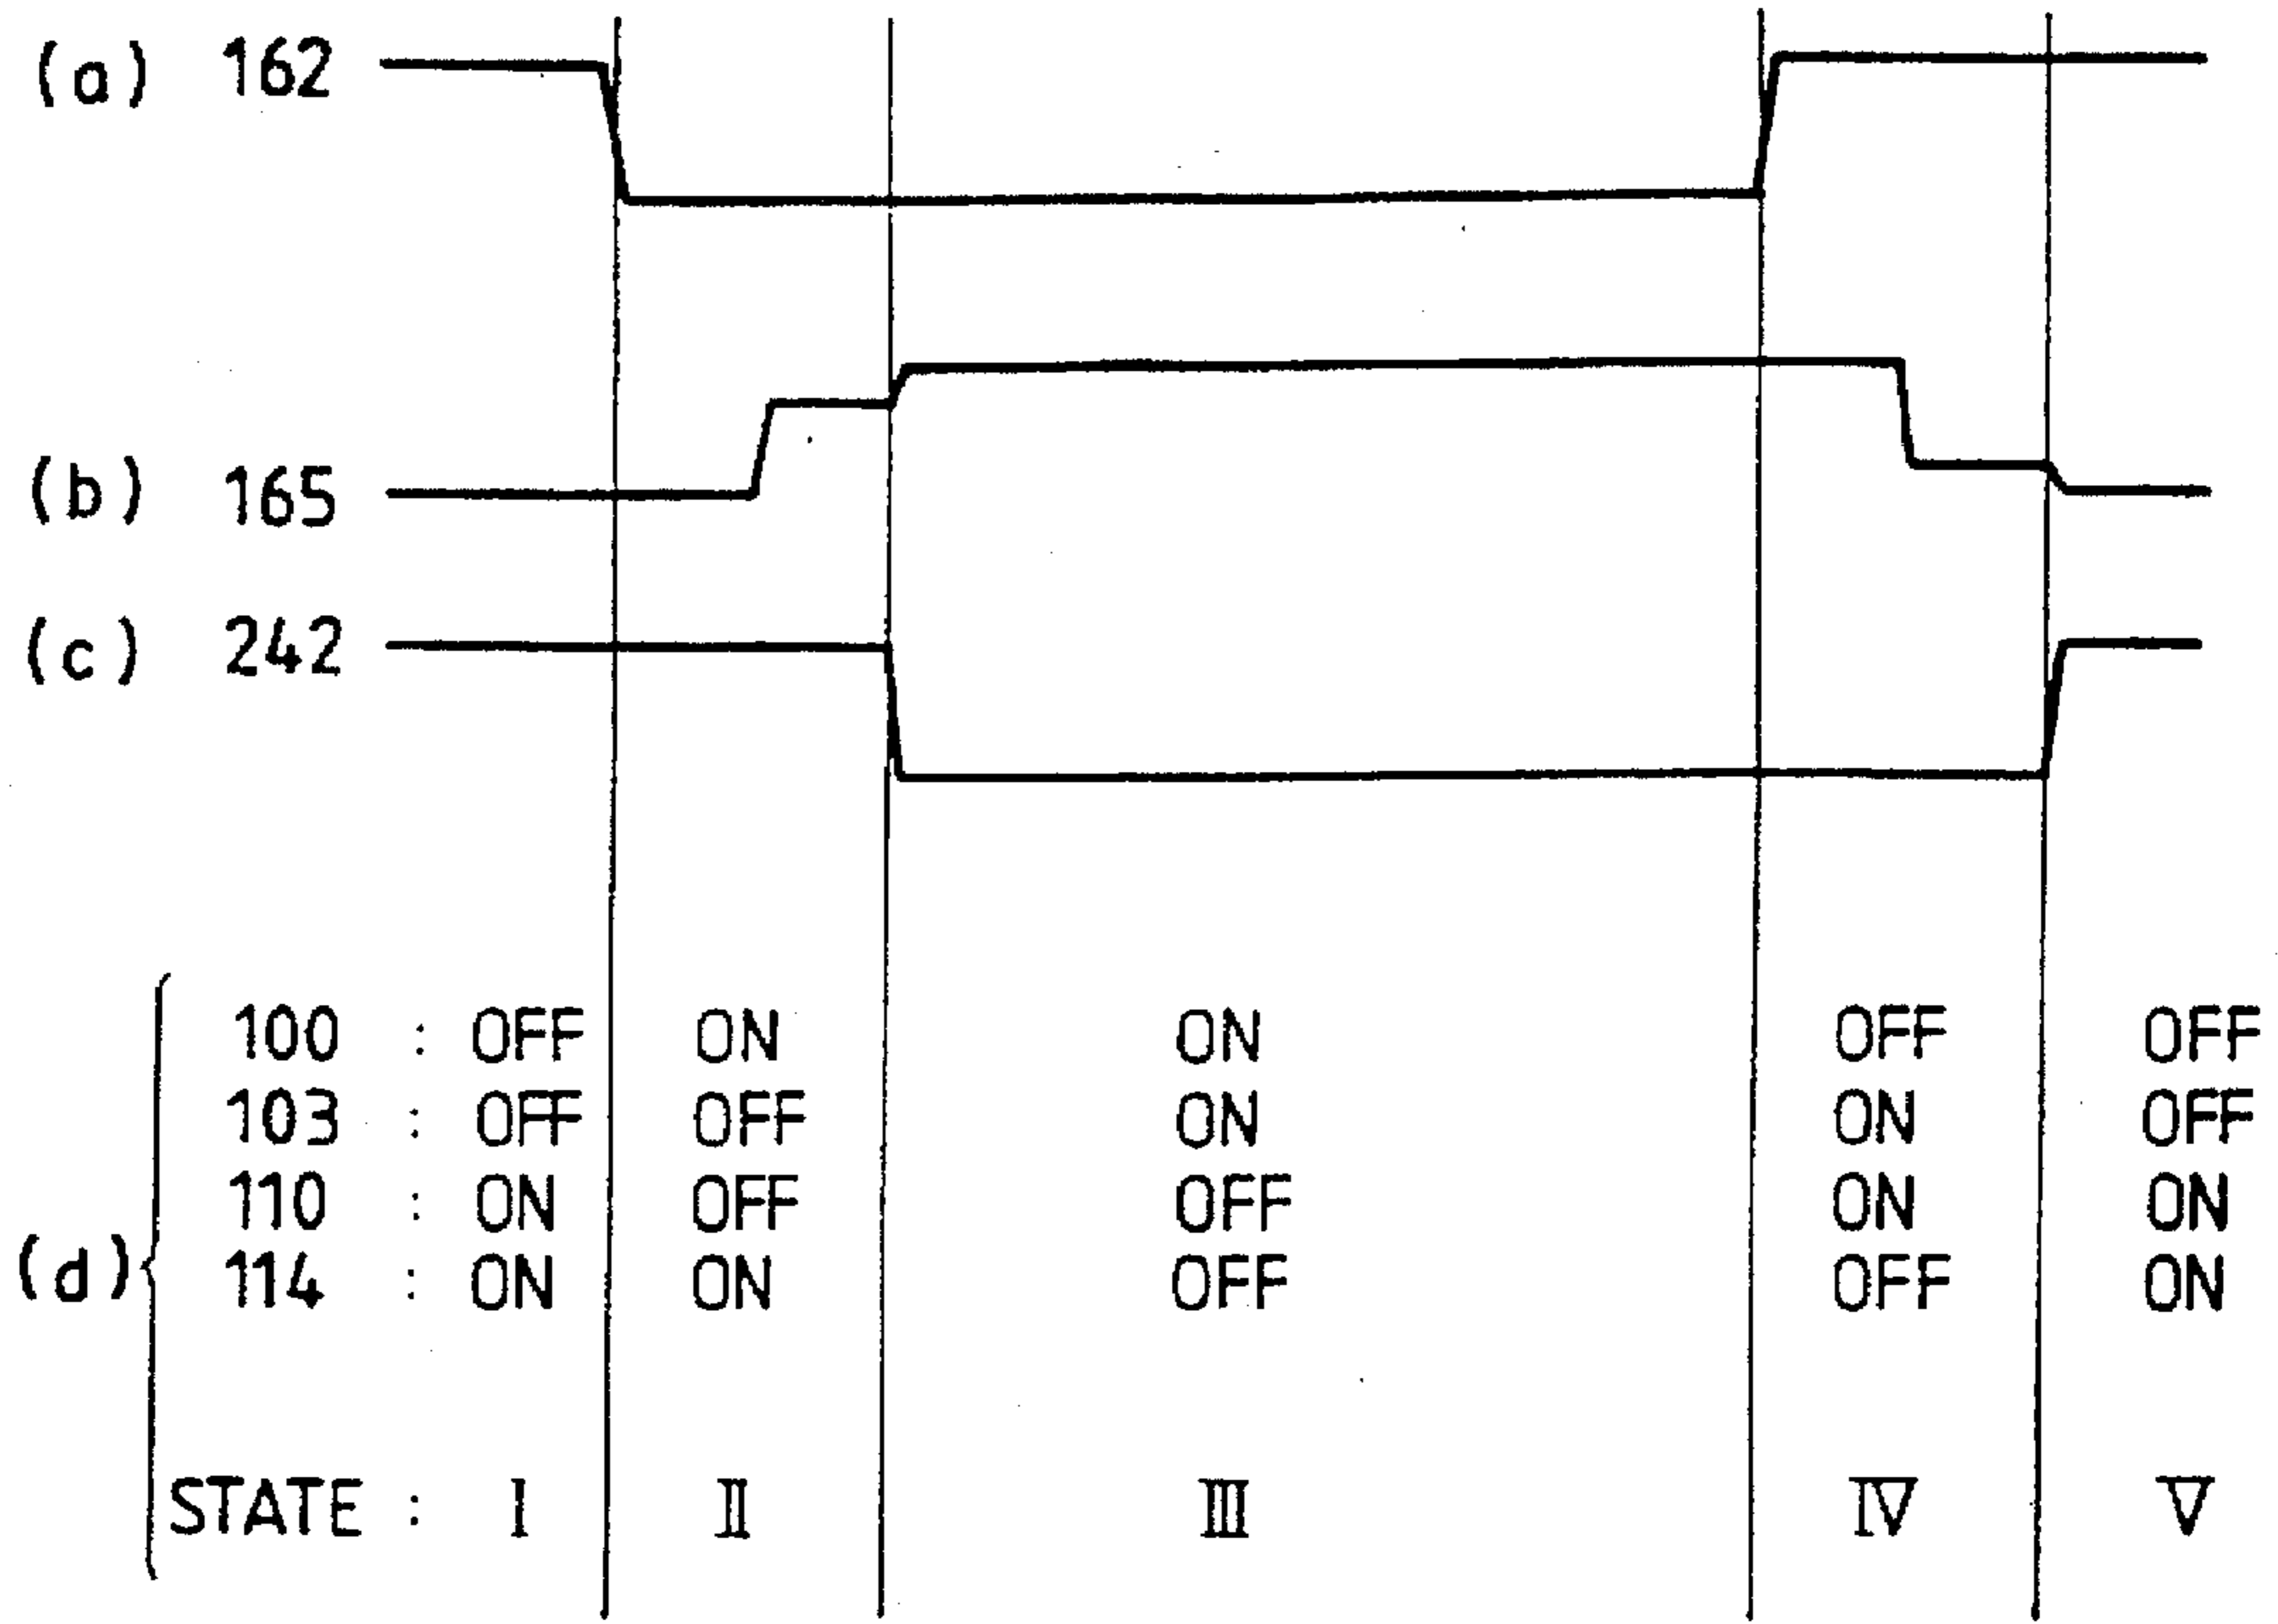 (a) 162
(b) 165
(c) 242
(d)
100 : OFF ON ON OFF OFF
103 : OFF OFF ON ON OFF
110 : ON OFF OFF ON ON
114 : ON ON OFF OFF ON
STATE : I II III IV V